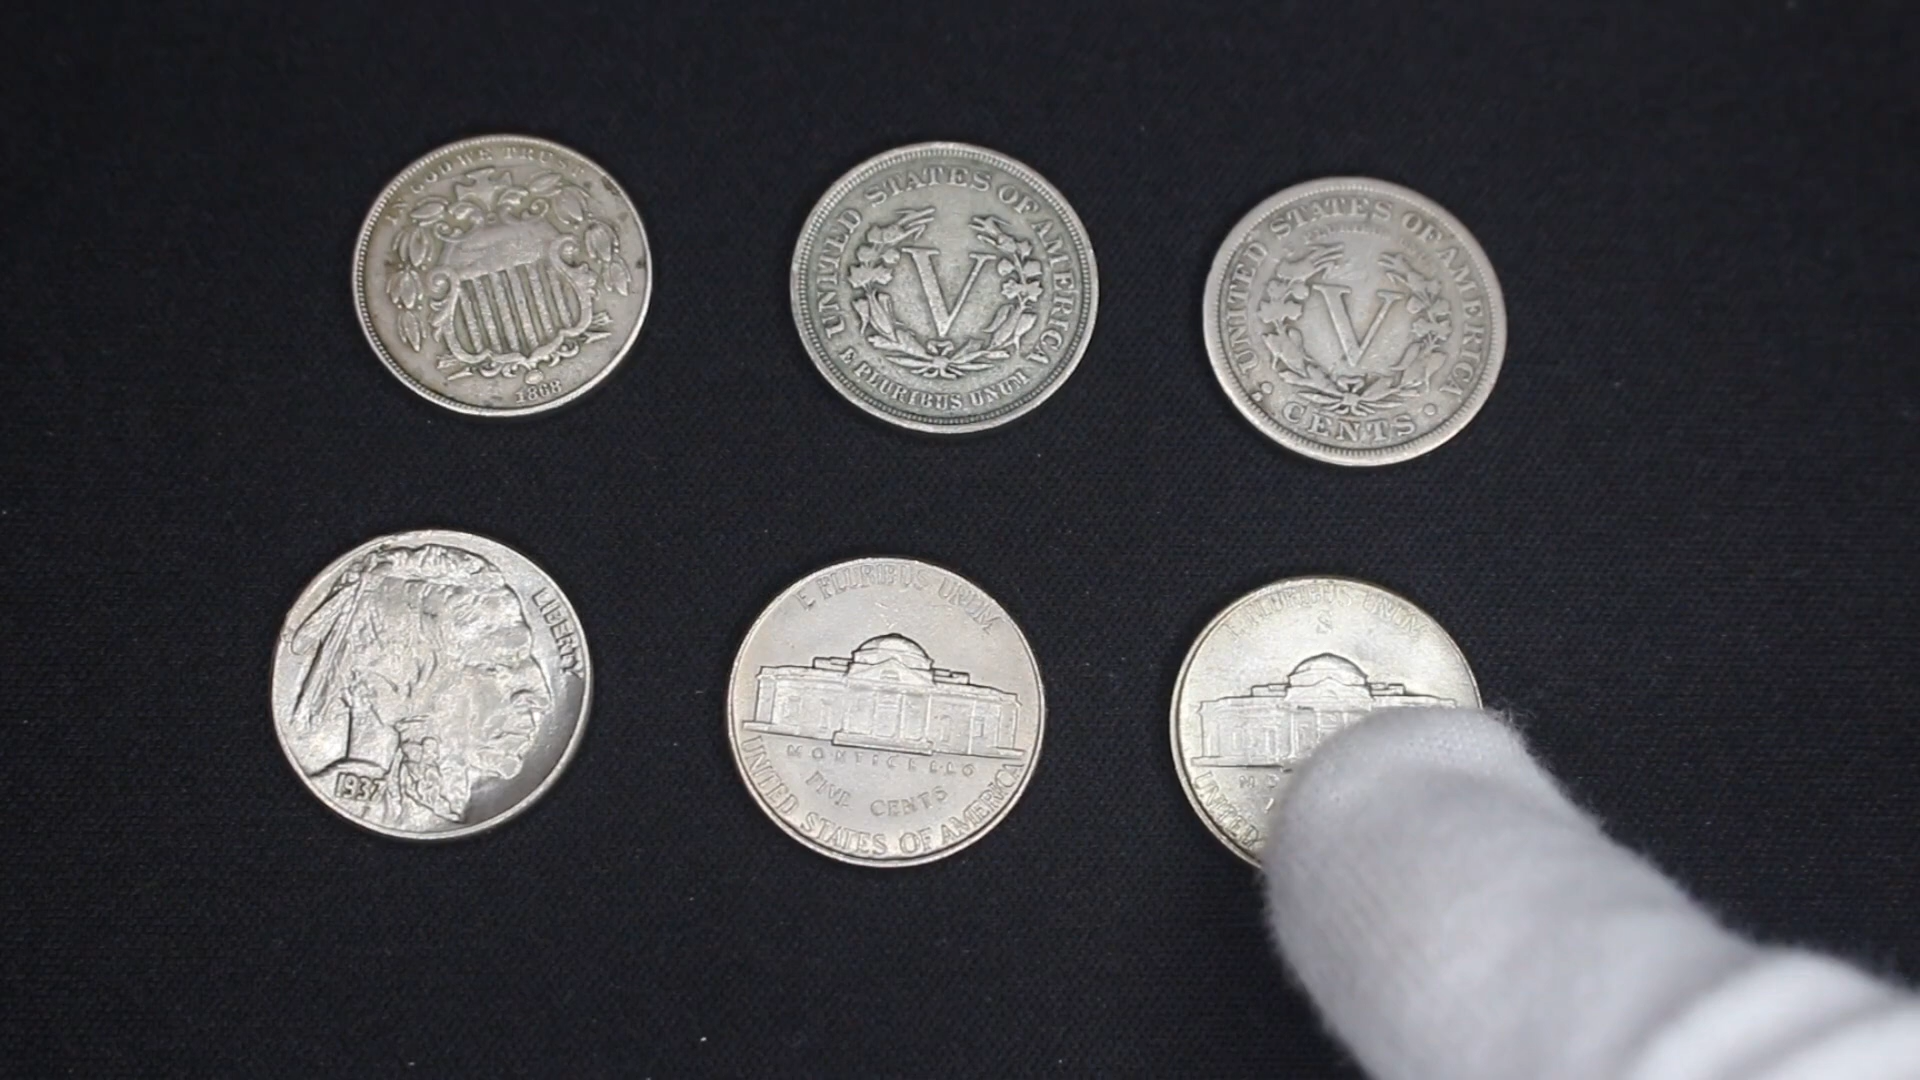 IN GOD WE TRUST
1868
UNITED STATES OF AMERICA
V
E PLURIBUS UNUM
UNITED STATES OF AMERICA
V
CENTS
LIBERTY
1937
E PLURIBUS UNUM
MONTICELLO
FIVE CENTS
UNITED STATES OF AMERICA
E PLURIBUS UNUM
S
UNITED